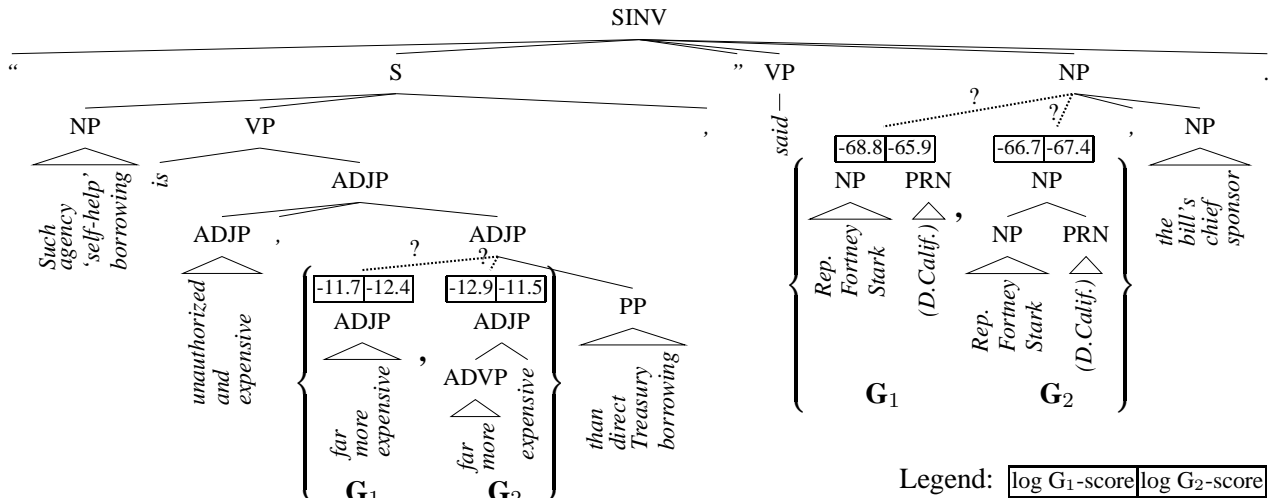 SINV
“ S ” VP NP .
? ?
NP VP , said , NP
-68.8 -65.9 -66.7 -67.4
Such agency 'self-help' borrowing
is ADJP
NP PRN , NP
the bill's chief sponsor
ADJP , ADJP
? ?
Rep. Fortney Stark
(D.Calif.)
NP PRN
-11.7 -12.4 -12.9 -11.5
unauthorized and expensive
ADJP , ADJP PP
Rep. Fortney Stark
(D.Calif.)
ADVP
G1 G2
far more expensive
far more
expensive
than direct Treasury borrowing
G1 G2
Legend: log G1-score log G2-score